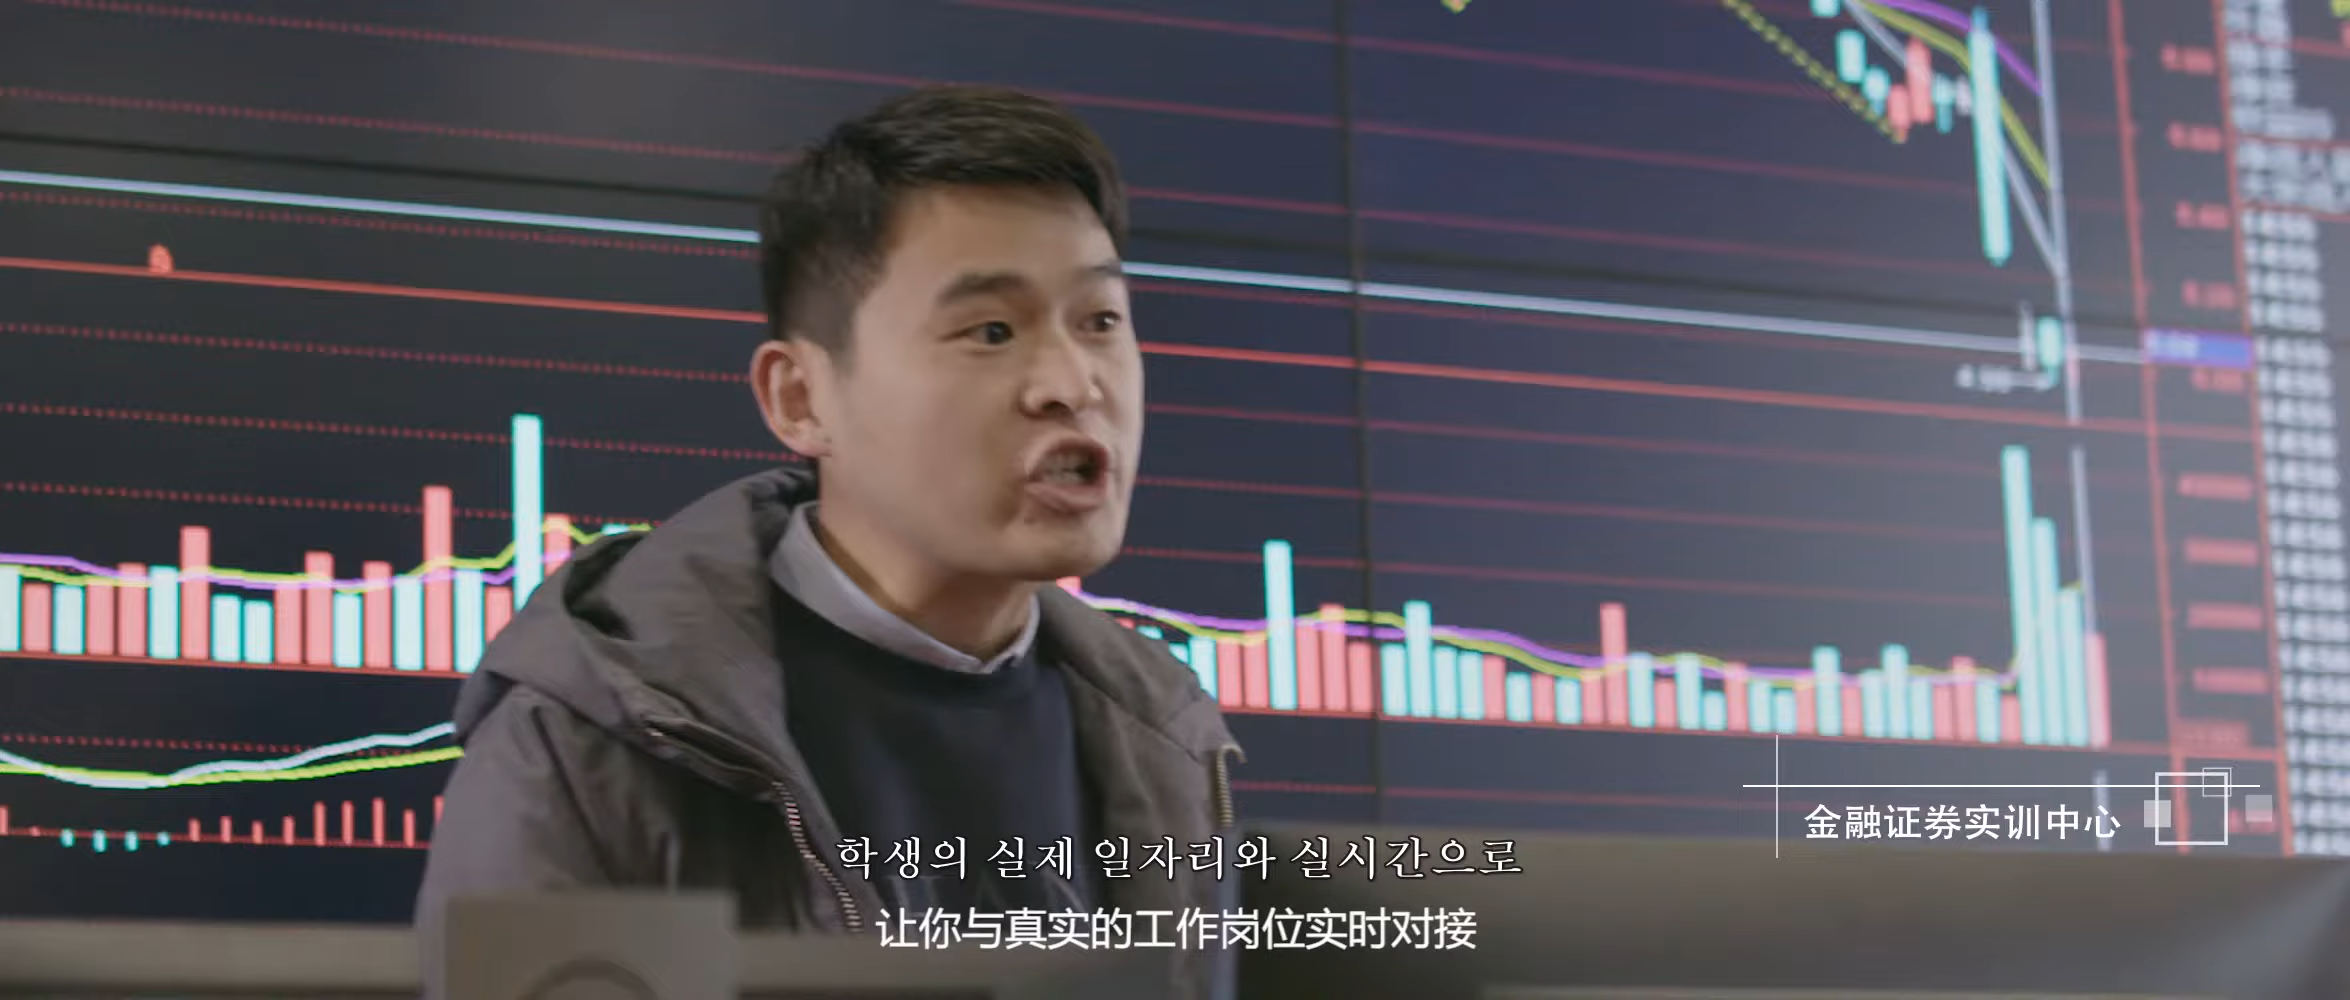 金融证券实训中心
학생의 실제 일자리와 실시간으로
让你与真实的工作岗位实时对接